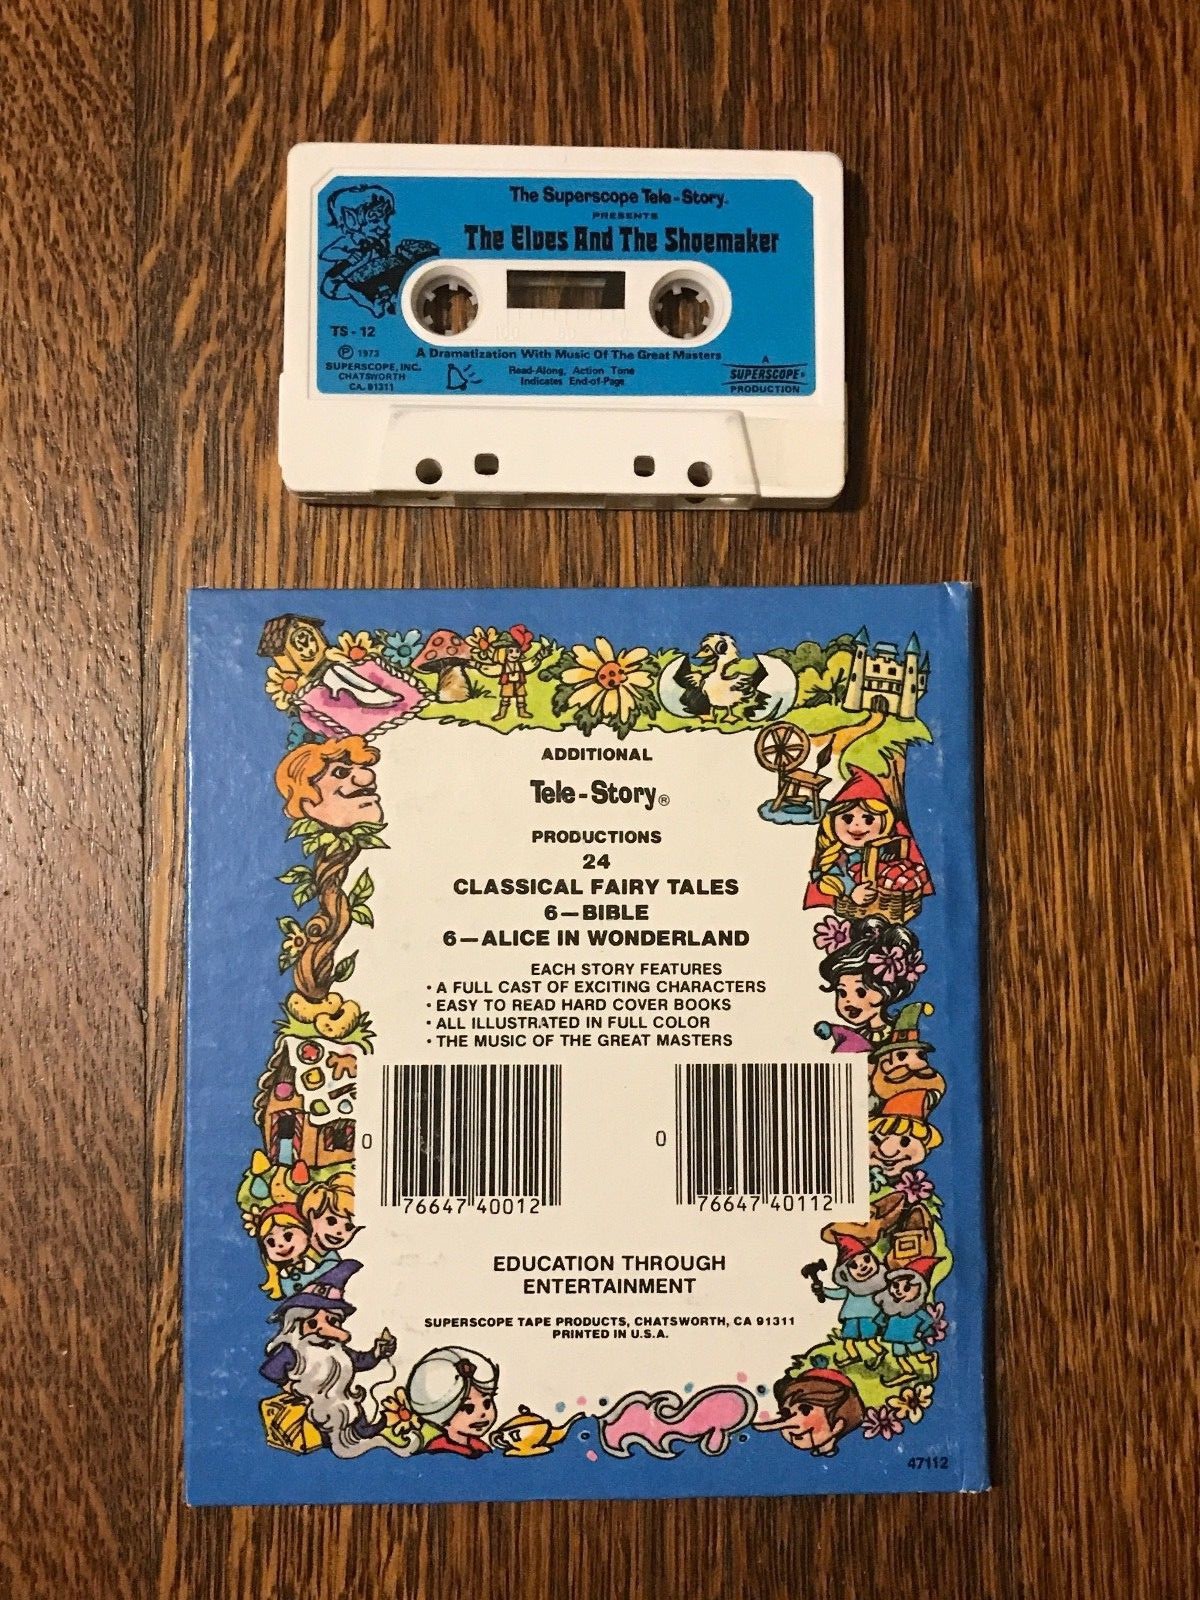 The Superscope Tele-Story®
PRESENTS
The Elves And The Shoemaker
TS-12
℗ 1973
SUPERSCOPE, INC.
CHATSWORTH
CA. 91311
A Dramatization With Music Of The Great Masters
Read-Along, Action Tone
Indicates End-of-Page
A
SUPERSCOPE®
PRODUCTION
ADDITIONAL
Tele-Story®
PRODUCTIONS
24
CLASSICAL FAIRY TALES
6—BIBLE
6—ALICE IN WONDERLAND
EACH STORY FEATURES
• A FULL CAST OF EXCITING CHARACTERS
• EASY TO READ HARD COVER BOOKS
• ALL ILLUSTRATED IN FULL COLOR
• THE MUSIC OF THE GREAT MASTERS
0 76647 40012
0 76647 40112
EDUCATION THROUGH
ENTERTAINMENT
SUPERSCOPE TAPE PRODUCTS, CHATSWORTH, CA 91311
PRINTED IN U.S.A.
47112